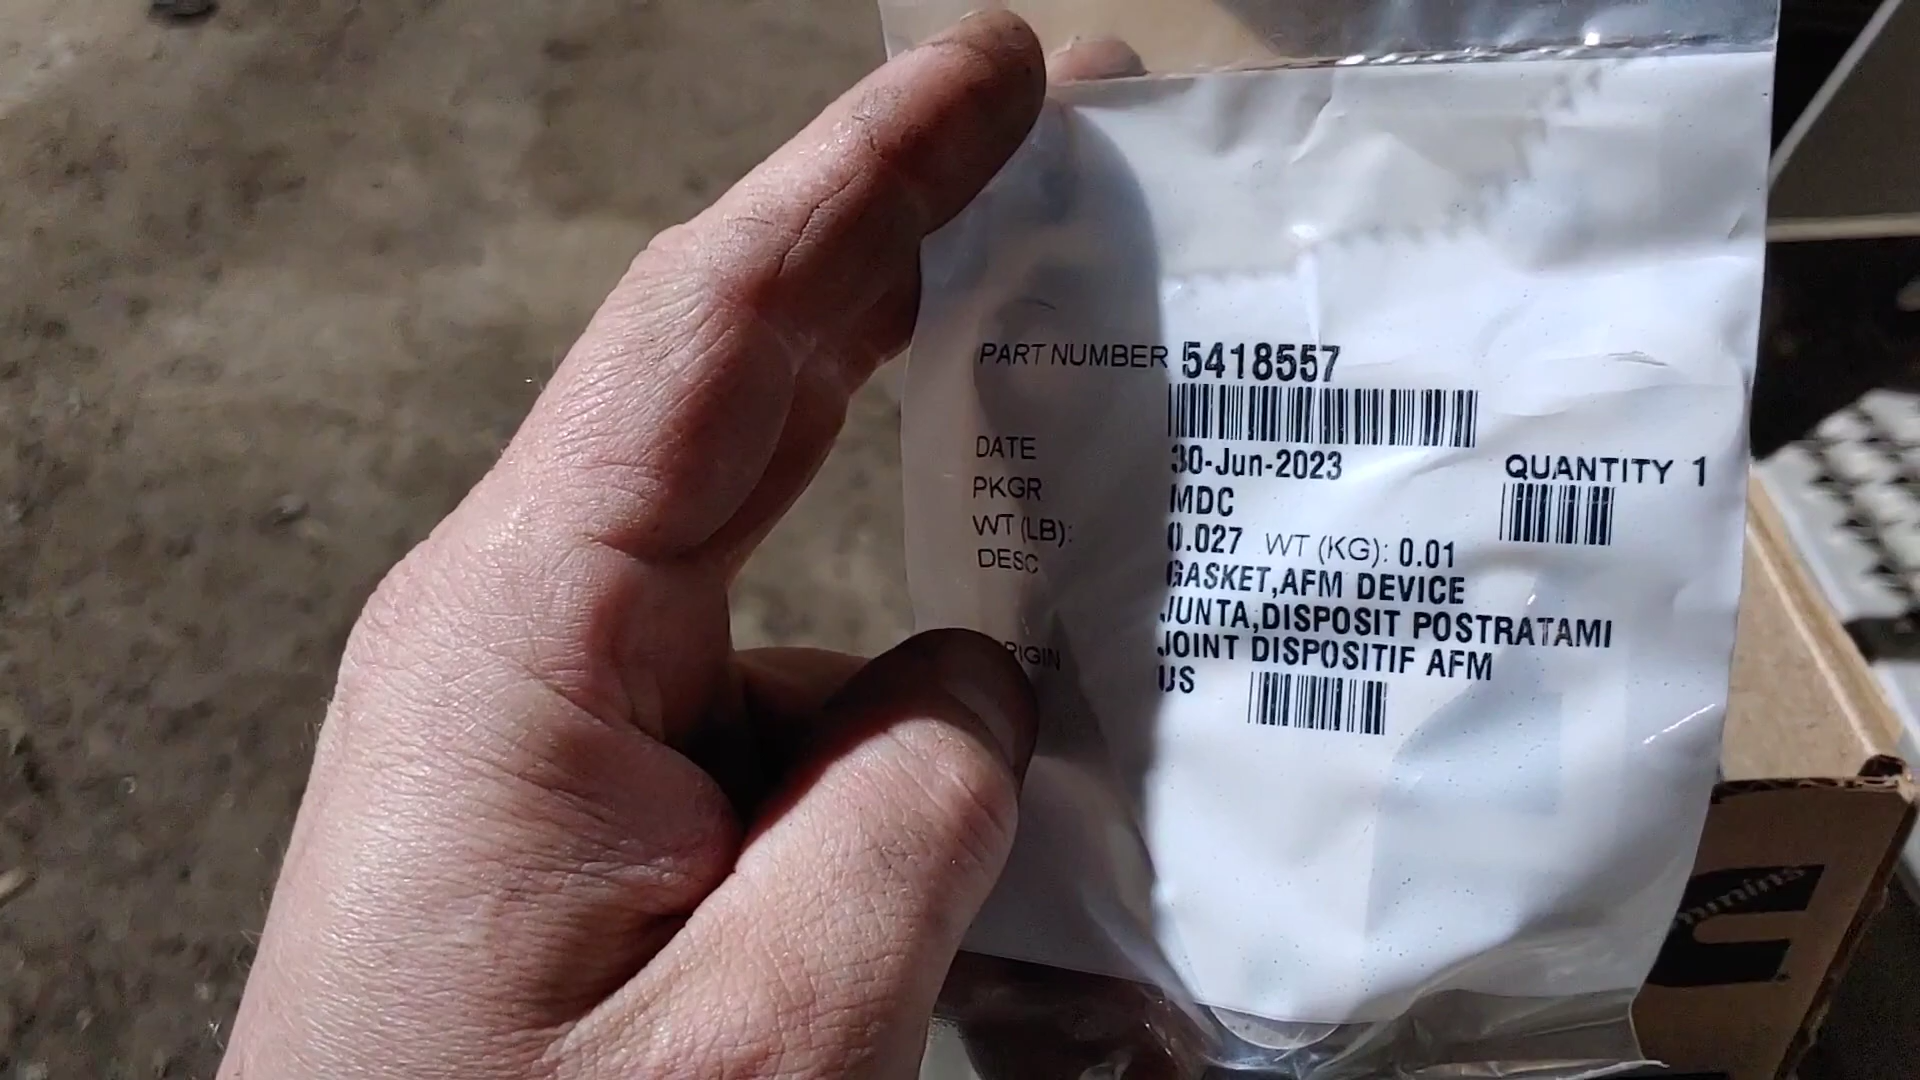 PART NUMBER 5418557
DATE 30-Jun-2023 QUANTITY 1
PKGR MDC
WT (LB): 0.027 WT (KG): 0.01
DESC GASKET,AFM DEVICE
JUNTA,DISPOSIT POSTRATAMI
JOINT DISPOSITIF AFM
RIGIN US